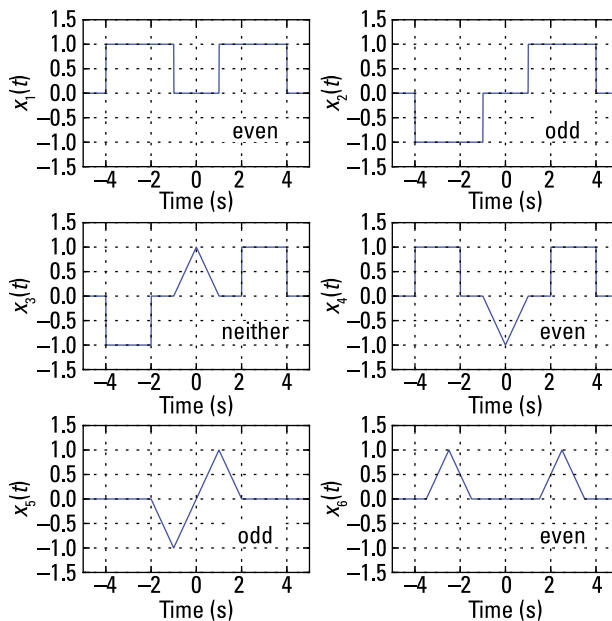 1.5
1.0
0.5
0.0
−0.5
−1.0
−1.5
x₁(t)
even
−4 −2 0 2 4
Time (s)
1.5
1.0
0.5
0.0
−0.5
−1.0
−1.5
x₂(t)
odd
−4 −2 0 2 4
Time (s)
1.5
1.0
0.5
0.0
−0.5
−1.0
−1.5
x₃(t)
neither
−4 −2 0 2 4
Time (s)
1.5
1.0
0.5
0.0
−0.5
−1.0
−1.5
x₄(t)
even
−4 −2 0 2 4
Time (s)
1.5
1.0
0.5
0.0
−0.5
−1.0
−1.5
x₅(t)
odd
−4 −2 0 2 4
Time (s)
1.5
1.0
0.5
0.0
−0.5
−1.0
−1.5
x₆(t)
even
−4 −2 0 2 4
Time (s)